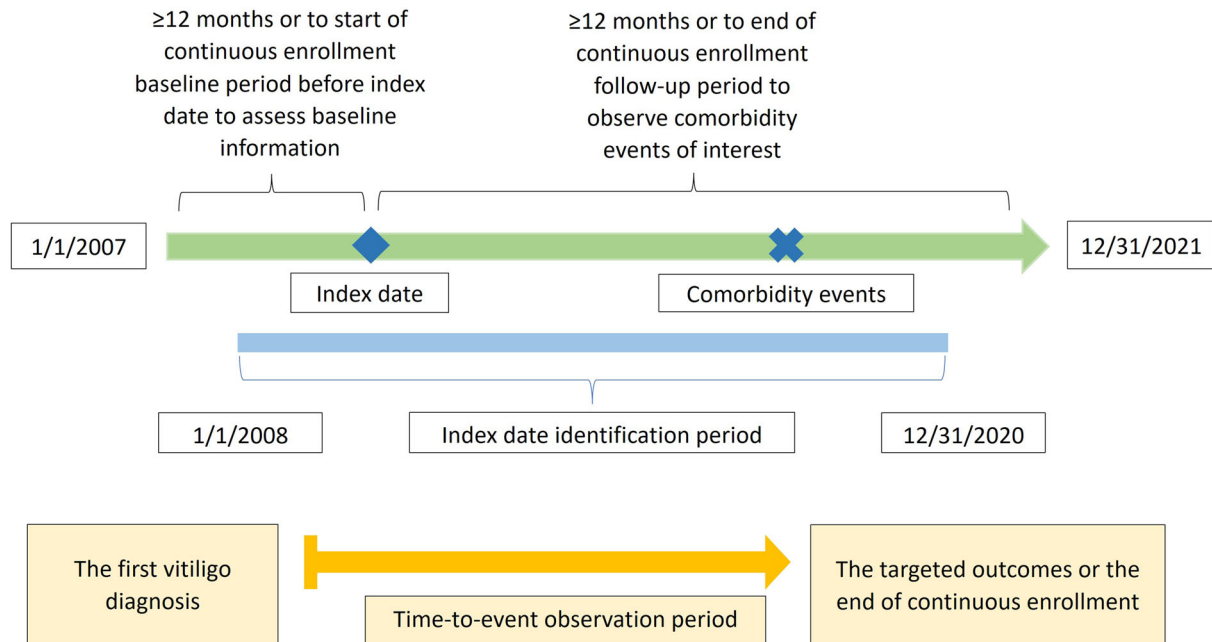 ≥12 months or to start of
continuous enrollment
baseline period before index
date to assess baseline
information
≥12 months or to end of
continuous enrollment
follow-up period to
observe comorbidity
events of interest
1/1/2007
12/31/2021
Index date
Comorbidity events
1/1/2008
Index date identification period
12/31/2020
The first vitiligo
diagnosis
Time-to-event observation period
The targeted outcomes or the
end of continuous enrollment